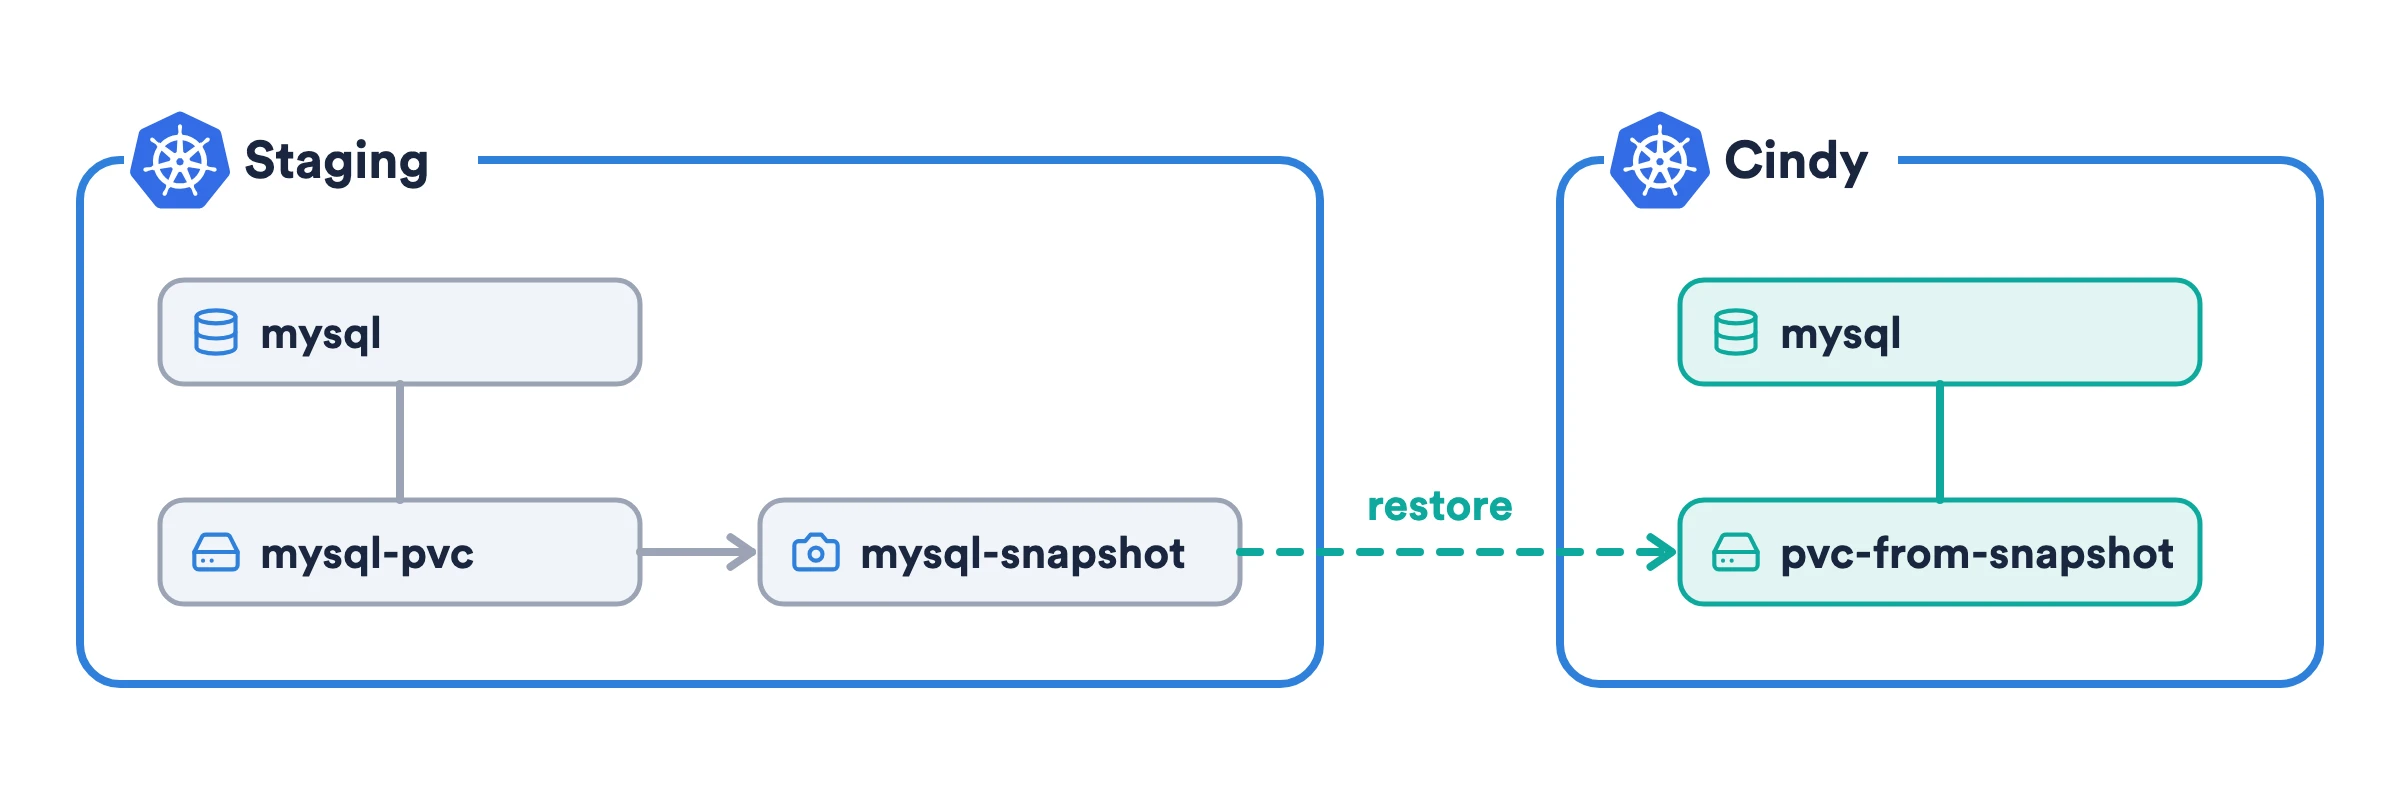 Staging
mysql
mysql-pvc
mysql-snapshot
restore
Cindy
mysql
pvc-from-snapshot